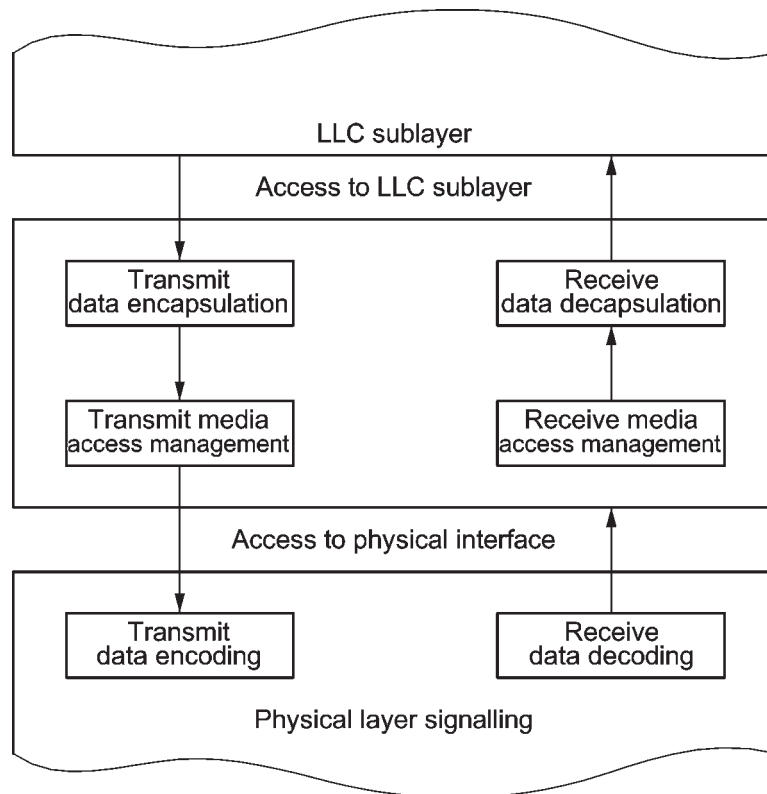 LLC sublayer
Access to LLC sublayer
Transmit
data encapsulation
Receive
data decapsulation
Transmit media
access management
Receive media
access management
Access to physical interface
Transmit
data encoding
Receive
data decoding
Physical layer signalling